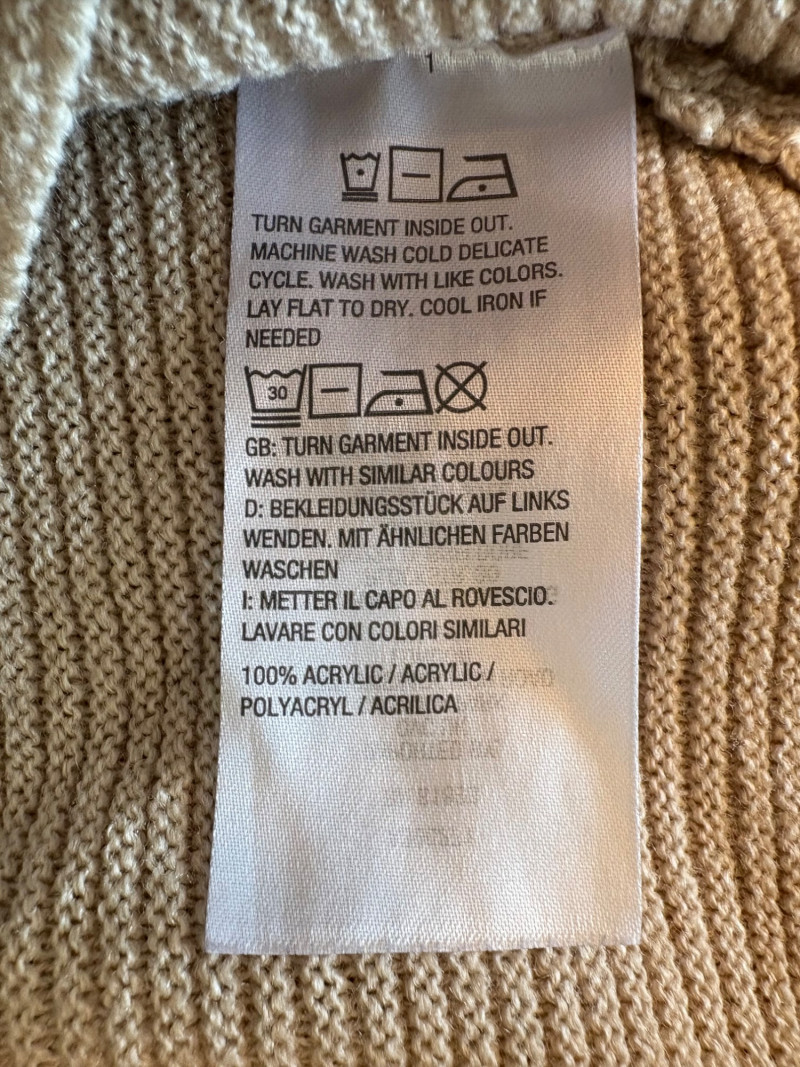 1
TURN GARMENT INSIDE OUT.
MACHINE WASH COLD DELICATE
CYCLE. WASH WITH LIKE COLORS.
LAY FLAT TO DRY. COOL IRON IF
NEEDED
30
GB: TURN GARMENT INSIDE OUT.
WASH WITH SIMILAR COLOURS
D: BEKLEIDUNGSSTÜCK AUF LINKS
WENDEN. MIT ÄHNLICHEN FARBEN
WASCHEN
I: METTER IL CAPO AL ROVESCIO.
LAVARE CON COLORI SIMILARI
100% ACRYLIC / ACRYLIC /
POLYACRYL / ACRILICA